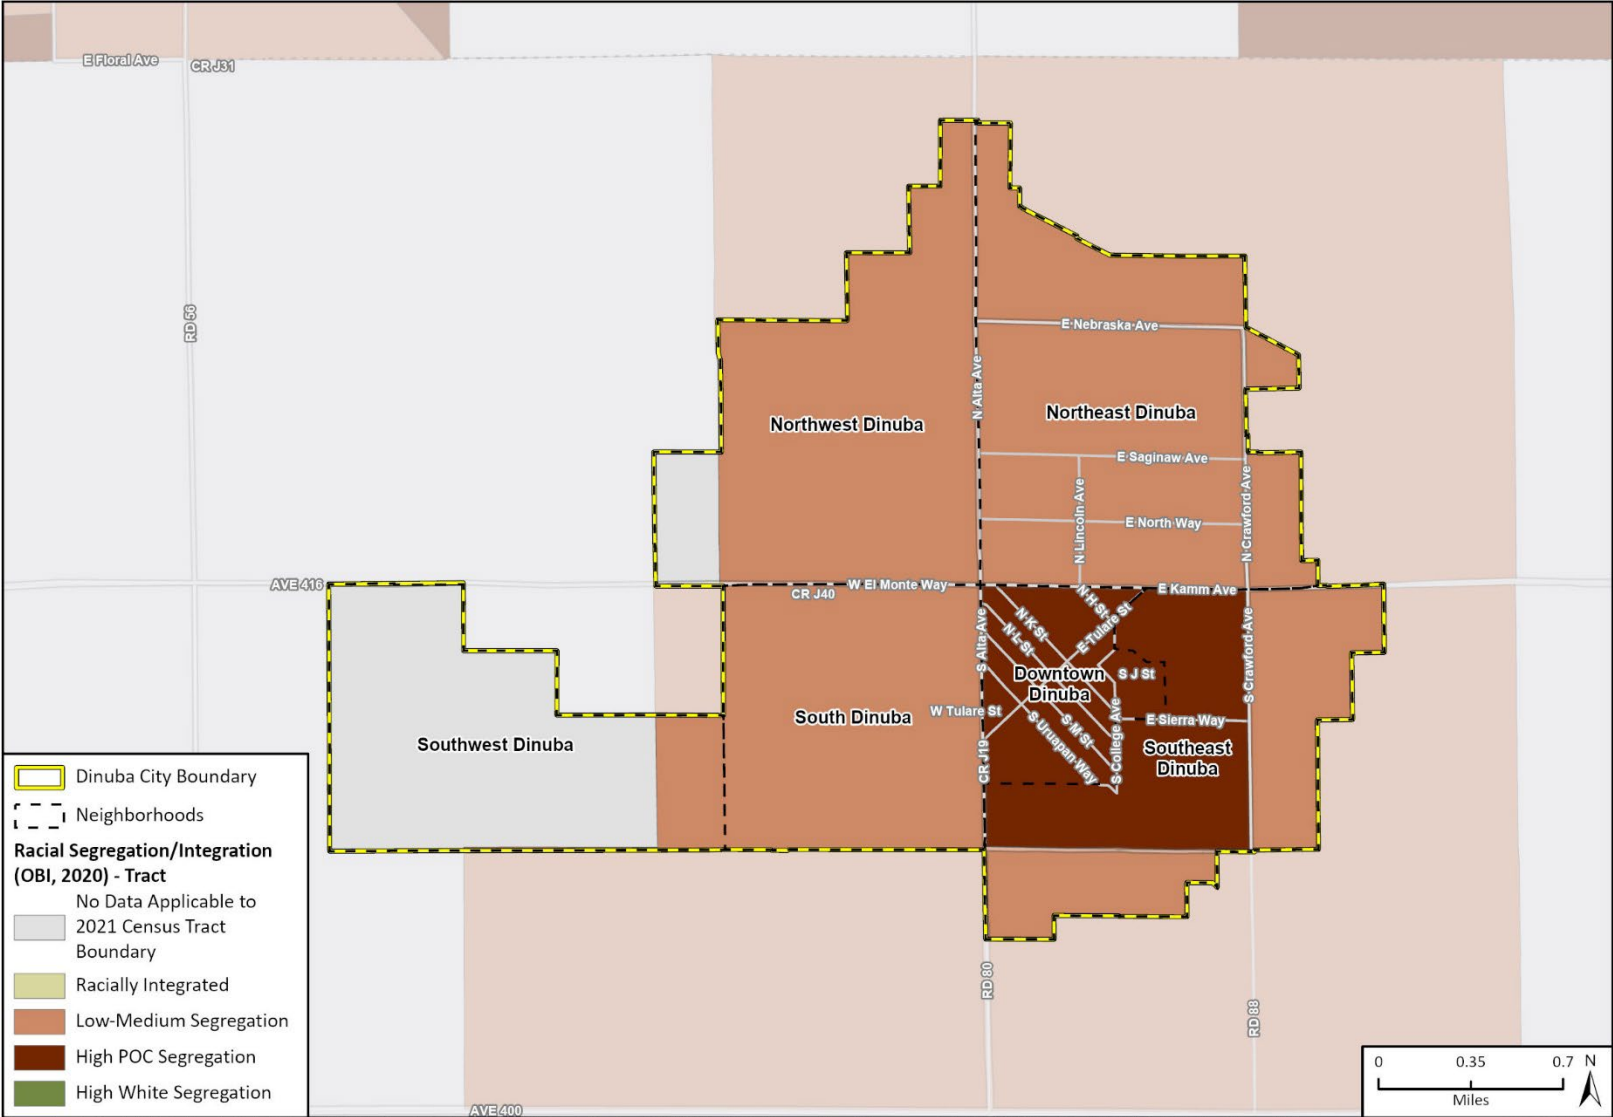 E Floral Ave
CR J31
RD 56
E Nebraska Ave
N Alta Ave
Northwest Dinuba
Northeast Dinuba
E Saginaw Ave
N Lincoln Ave
N Crawford Ave
E North Way
AVE 416
W El Monte Way
CR J40
E Kamm Ave
N H St
N K St
E Tulare St
N L St
S Alta Ave
S Crawford Ave
Downtown
Dinuba
S J St
W Tulare St
South Dinuba
S M St
E Sierra Way
S Uruapan Way
S College Ave
CR J19
Southwest Dinuba
Southeast
Dinuba
RD 80
RD 88
AVE 400
Dinuba City Boundary
Neighborhoods
Racial Segregation/Integration
(OBI, 2020) - Tract
No Data Applicable to
2021 Census Tract
Boundary
Racially Integrated
Low-Medium Segregation
High POC Segregation
High White Segregation
0 0.35 0.7 N
Miles